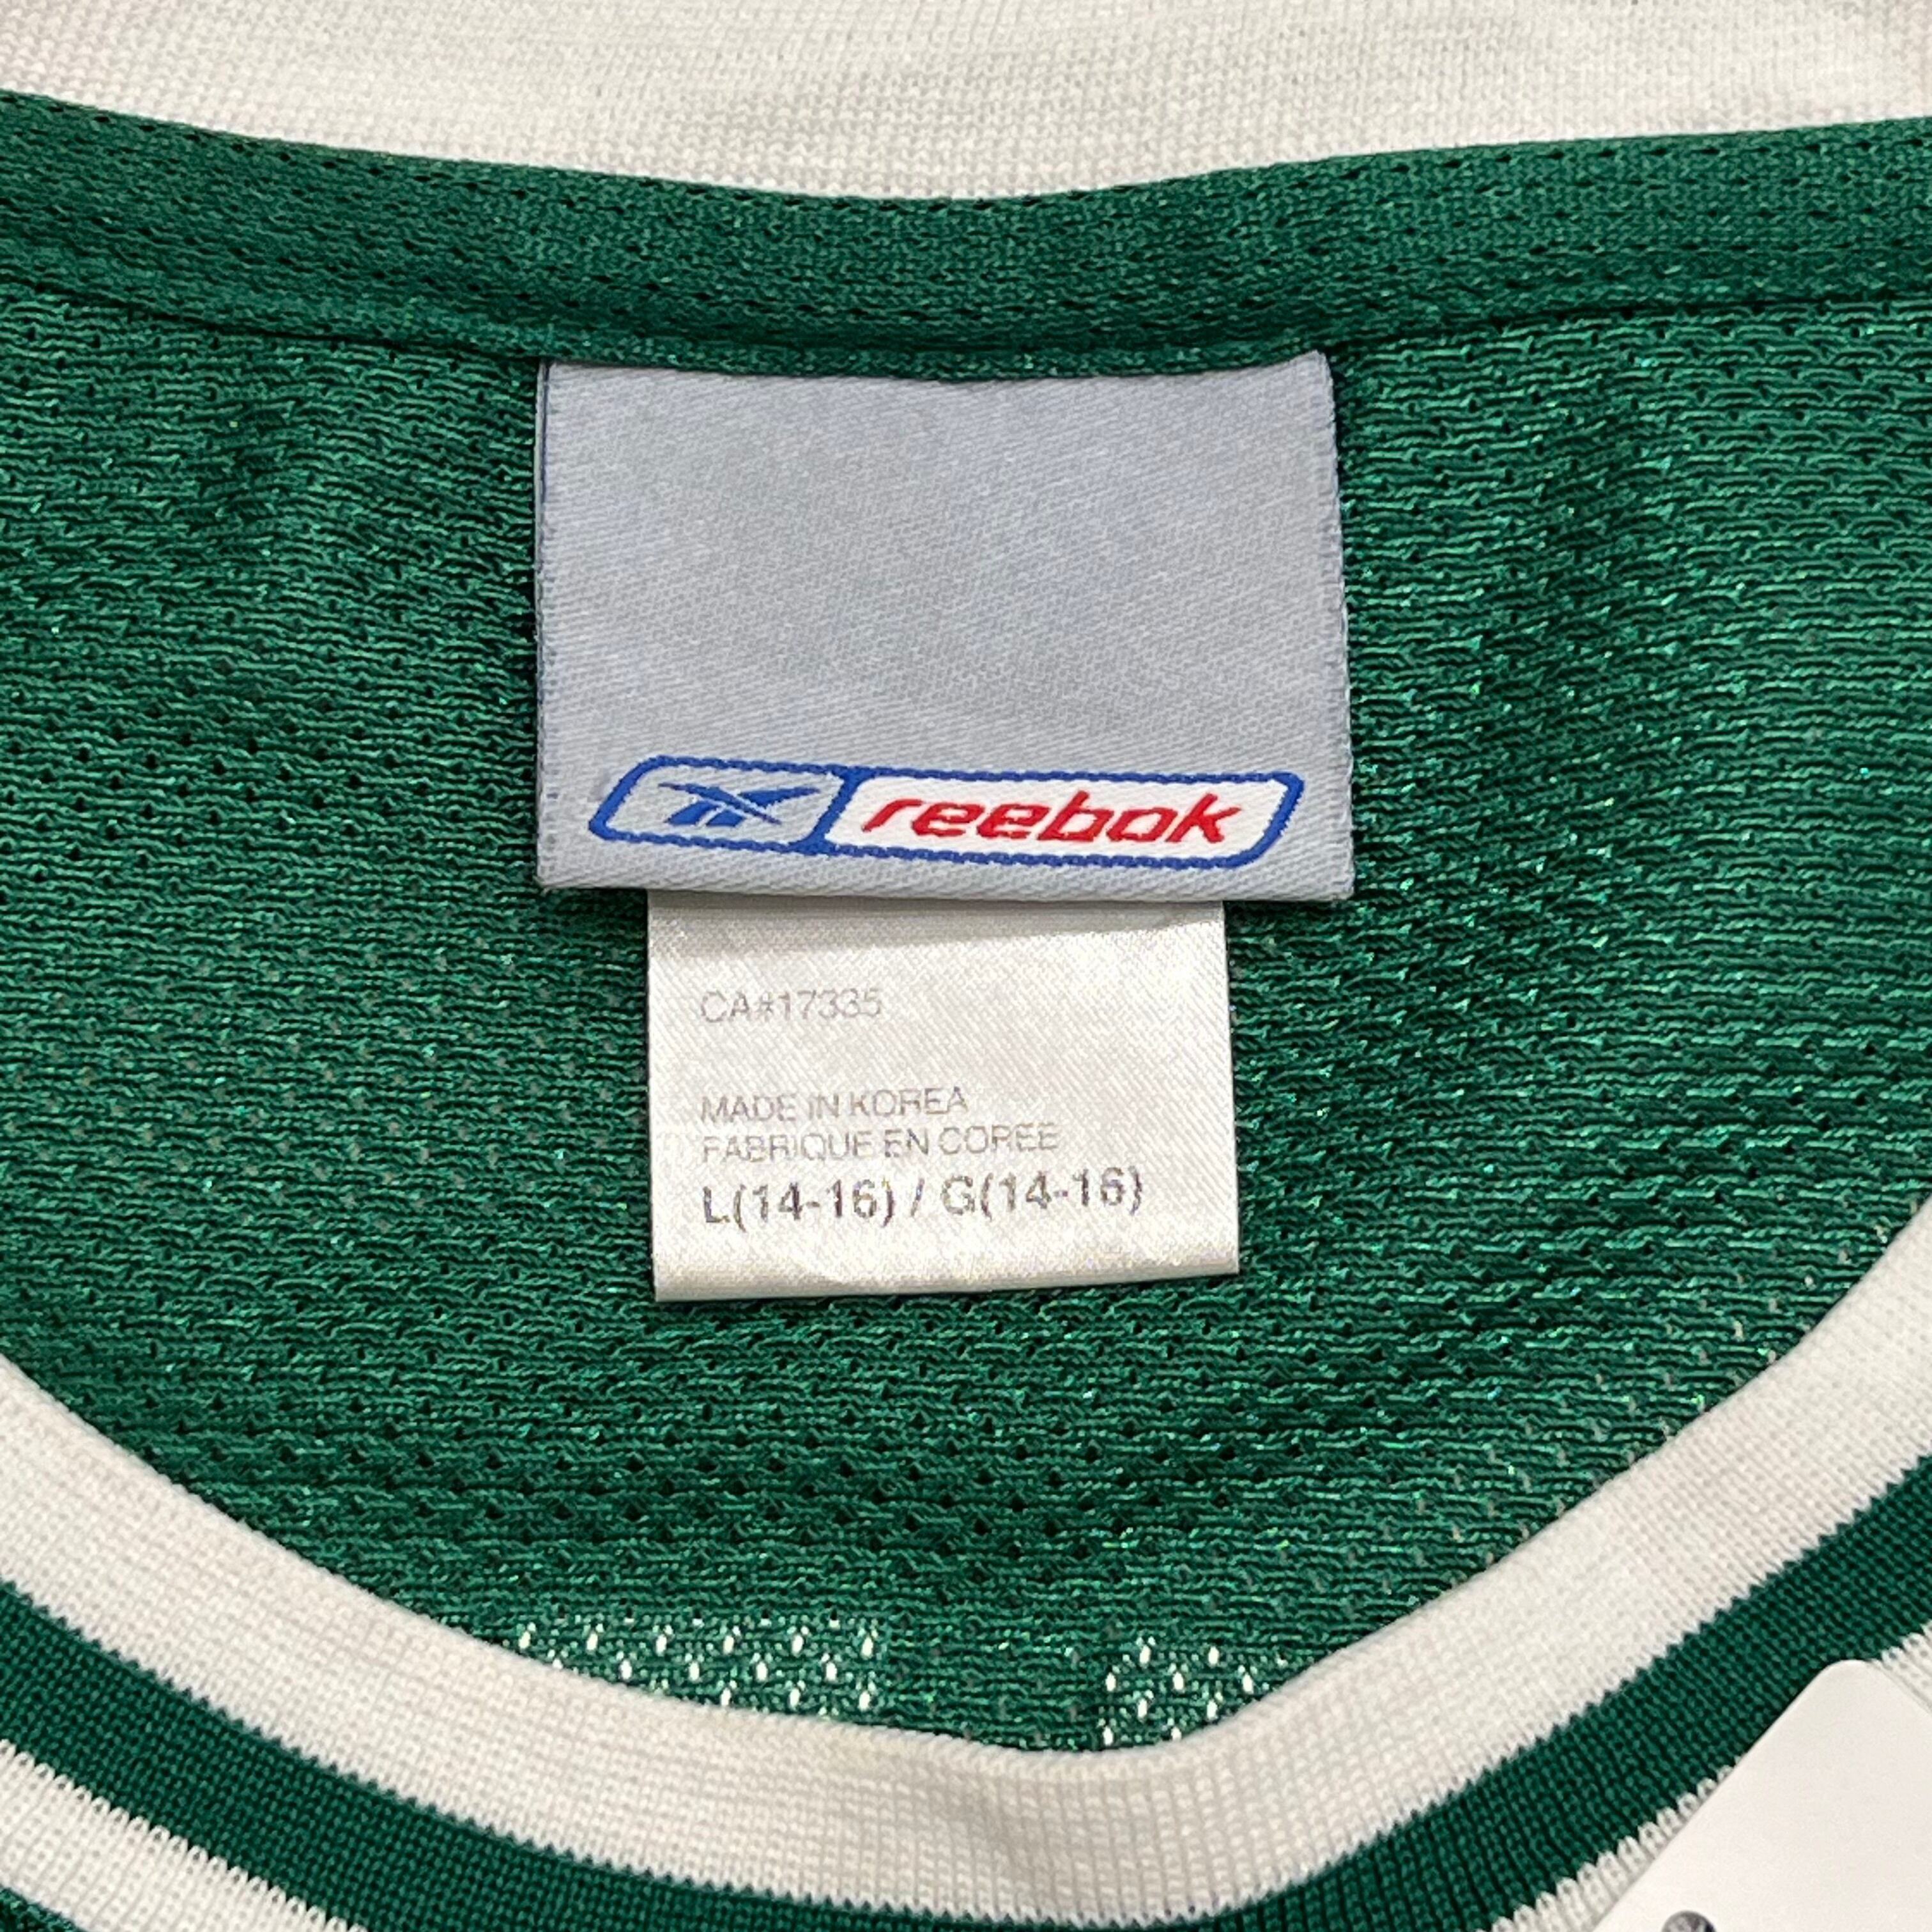 reebok
CA#17335
MADE IN KOREA
FABRIQUE EN COREE
L(14-16) / G(14-16)